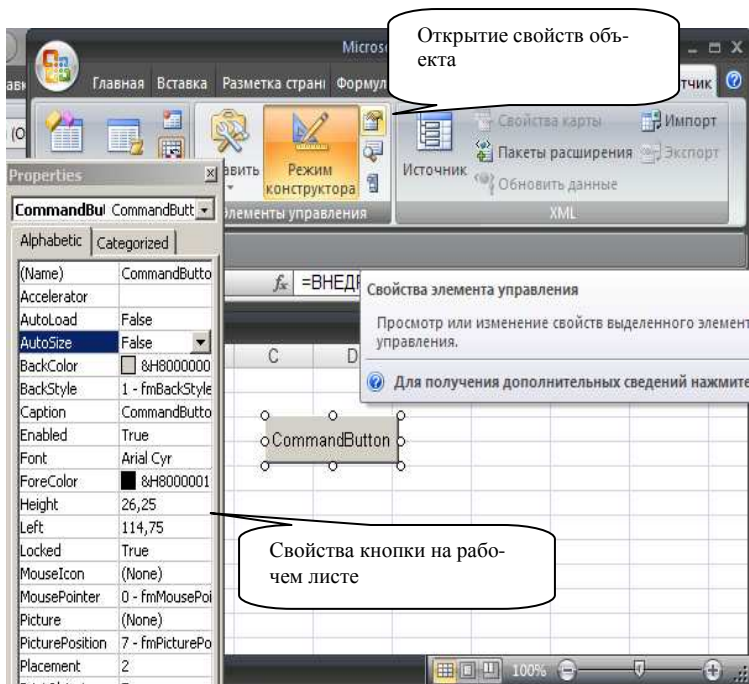 Открытие свойств объ-
екта
Microso
Главная Вставка Разметка страні Формул
тчик
Свойства карты
Импорт
Пакеты расширения
Экспорт
Обновить данные
Источник
XML
авить
Режим
конструктора
Элементы управления
Properties
CommandBu CommandButt
Alphabetic Categorized
(Name) CommandButto
Accelerator
AutoLoad False
AutoSize False
BackColor &H8000000
BackStyle 1 - fmBackStyle
Caption CommandButto
Enabled True
Font Arial Cyr
ForeColor &H8000001
Height 26,25
Left 114,75
Locked True
MouseIcon (None)
MousePointer 0 - fmMousePoi
Picture (None)
PicturePosition 7 - fmPicturePo
Placement 2
fx =ВНЕДР
Свойства элемента управления
Просмотр или изменение свойств выделенного элемент
управления.
Для получения дополнительных сведений нажмите
C D
CommandButton
Свойства кнопки на рабо-
чем листе
100%